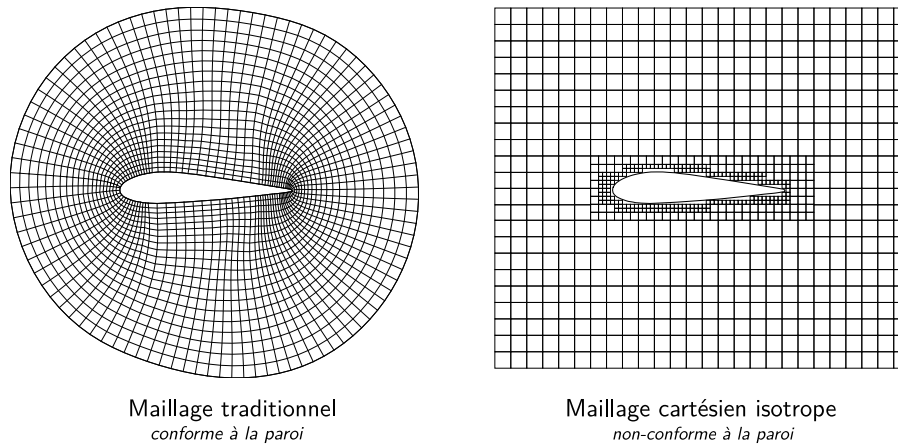 Maillage traditionnel
conforme à la paroi
Maillage cartésien isotrope
non-conforme à la paroi